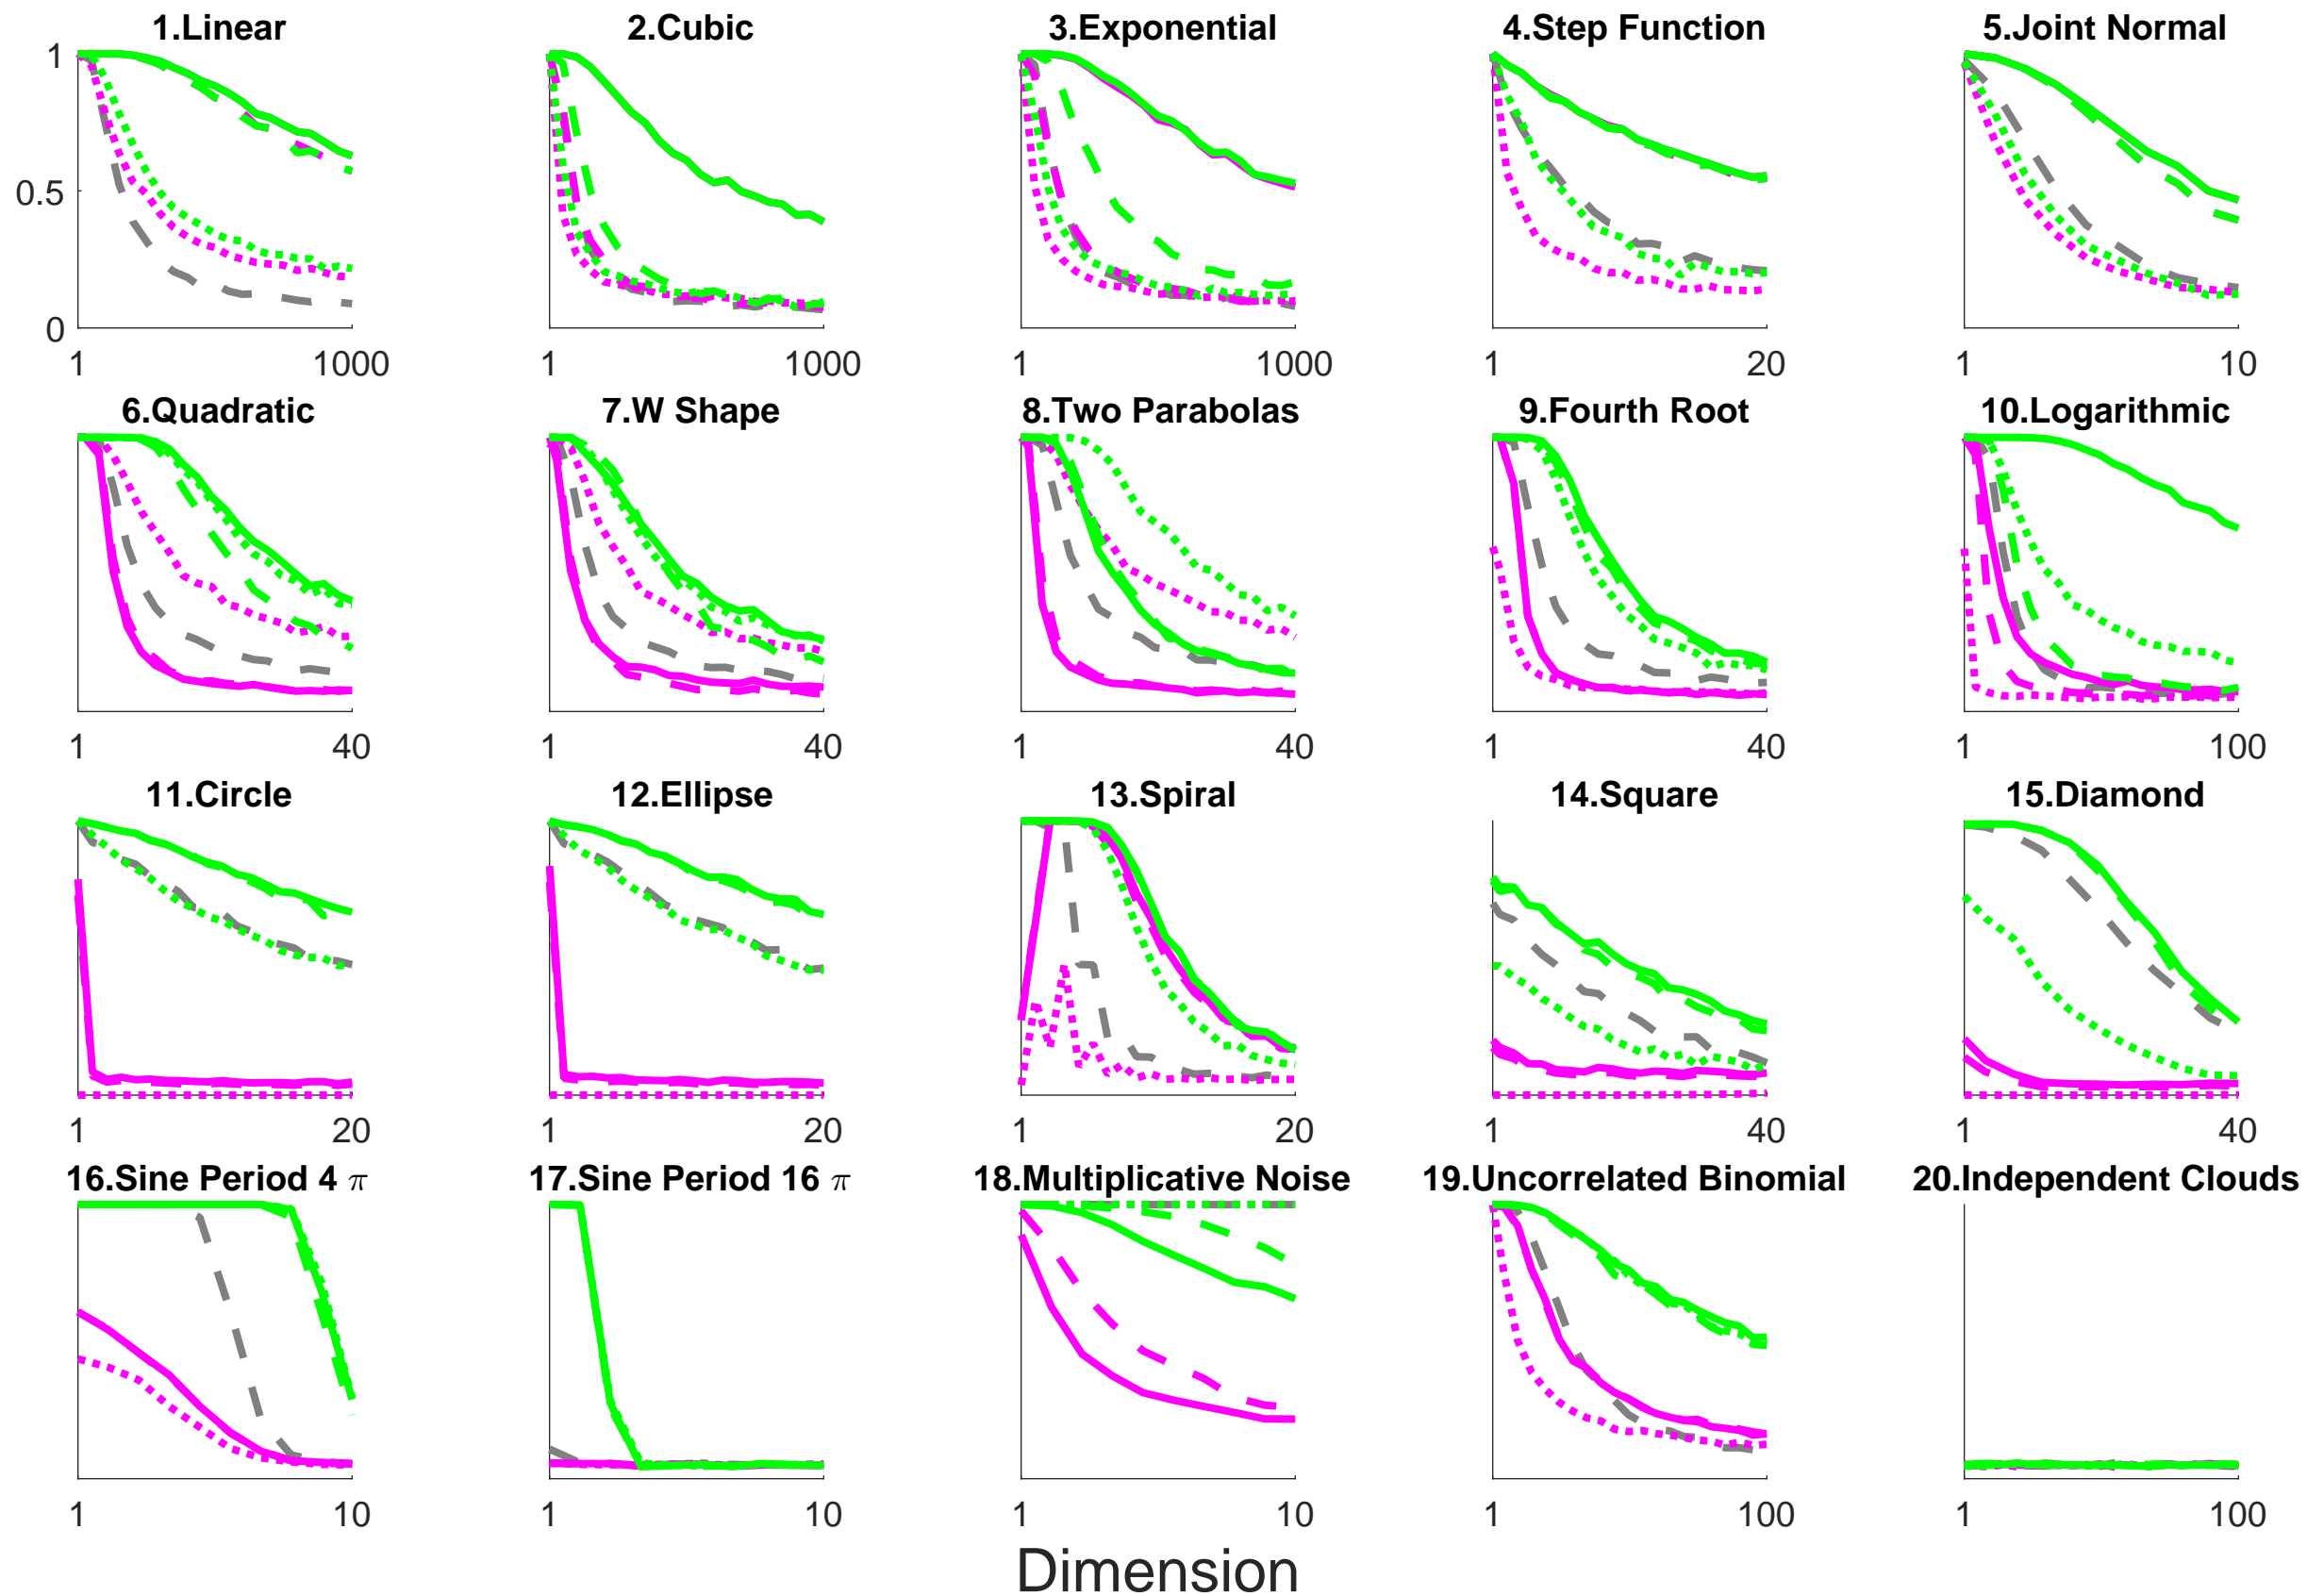 1.Linear 2.Cubic 3.Exponential 4.Step Function 5.Joint Normal
1
0.5
0
1 1000 1 1000 1 1000 1 20 1 10
6.Quadratic 7.W Shape 8.Two Parabolas 9.Fourth Root 10.Logarithmic
1 40 1 40 1 40 1 40 1 100
11.Circle 12.Ellipse 13.Spiral 14.Square 15.Diamond
1 20 1 20 1 20 1 40 1 40
16.Sine Period 4 π 17.Sine Period 16 π 18.Multiplicative Noise 19.Uncorrelated Binomial 20.Independent Clouds
1 10 1 10 1 10 1 100 1 100
Dimension